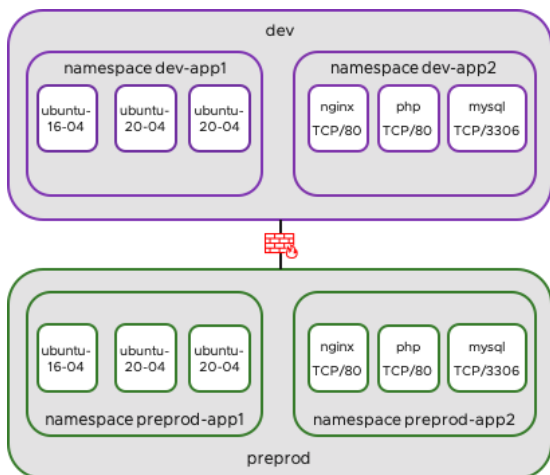 dev
namespace dev-app1
namespace dev-app2
ubuntu-
16-04
ubuntu-
20-04
ubuntu-
20-04
nginx
TCP/80
php
TCP/80
mysql
TCP/3306
ubuntu-
16-04
ubuntu-
20-04
ubuntu-
20-04
nginx
TCP/80
php
TCP/80
mysql
TCP/3306
namespace preprod-app1
namespace preprod-app2
preprod